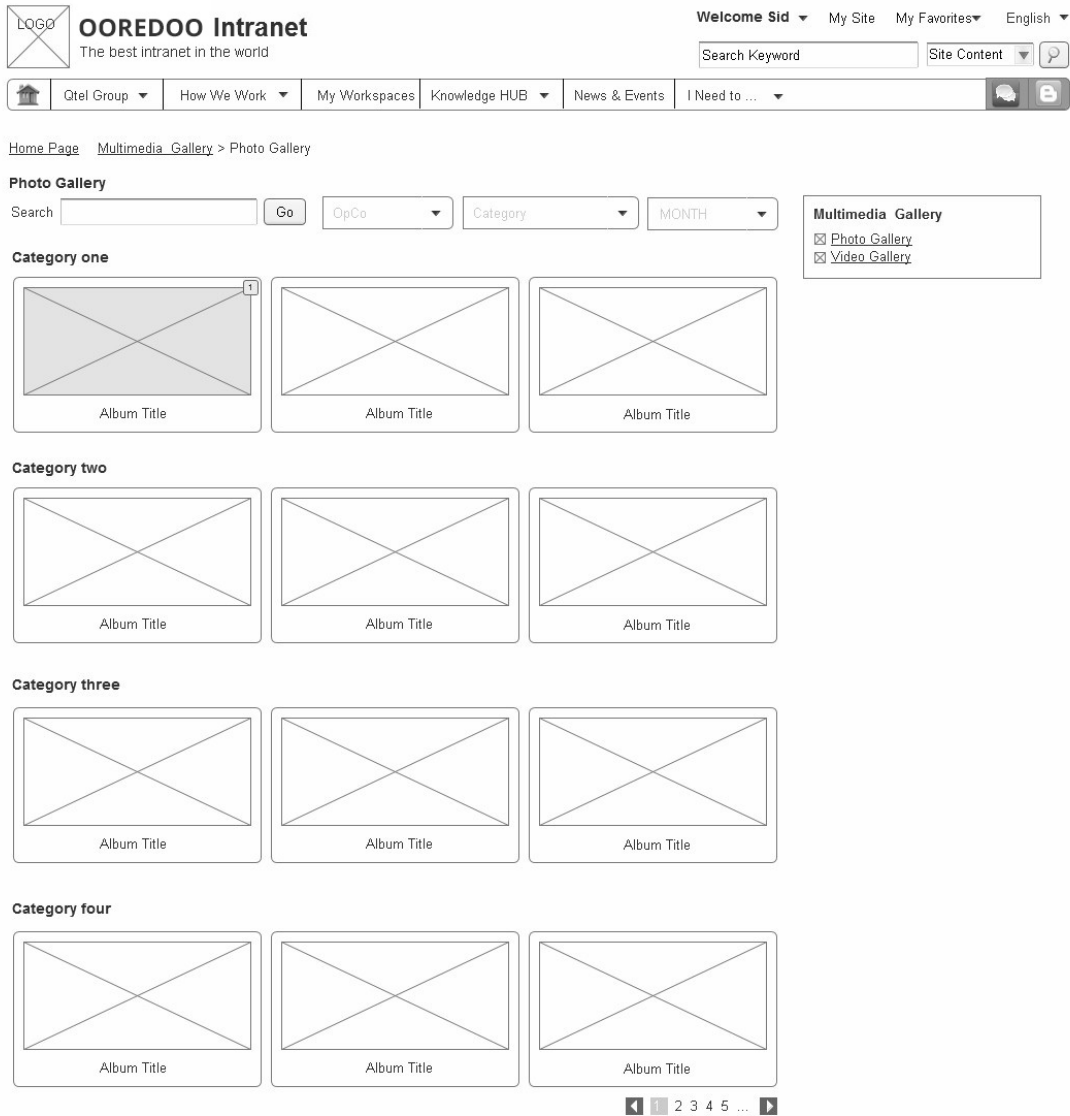 LOGO
OOREDOO Intranet
The best intranet in the world
Welcome Sid My Site My Favorites English
Search Keyword Site Content
Qtel Group How We Work My Workspaces Knowledge HUB News & Events I Need to ...
Home Page Multimedia Gallery > Photo Gallery
Photo Gallery
Search Go OpCo Category MONTH
Multimedia Gallery
Photo Gallery
Video Gallery
Category one
1
Album Title Album Title Album Title
Category two
Album Title Album Title Album Title
Category three
Album Title Album Title Album Title
Category four
Album Title Album Title Album Title
1 2 3 4 5 ...